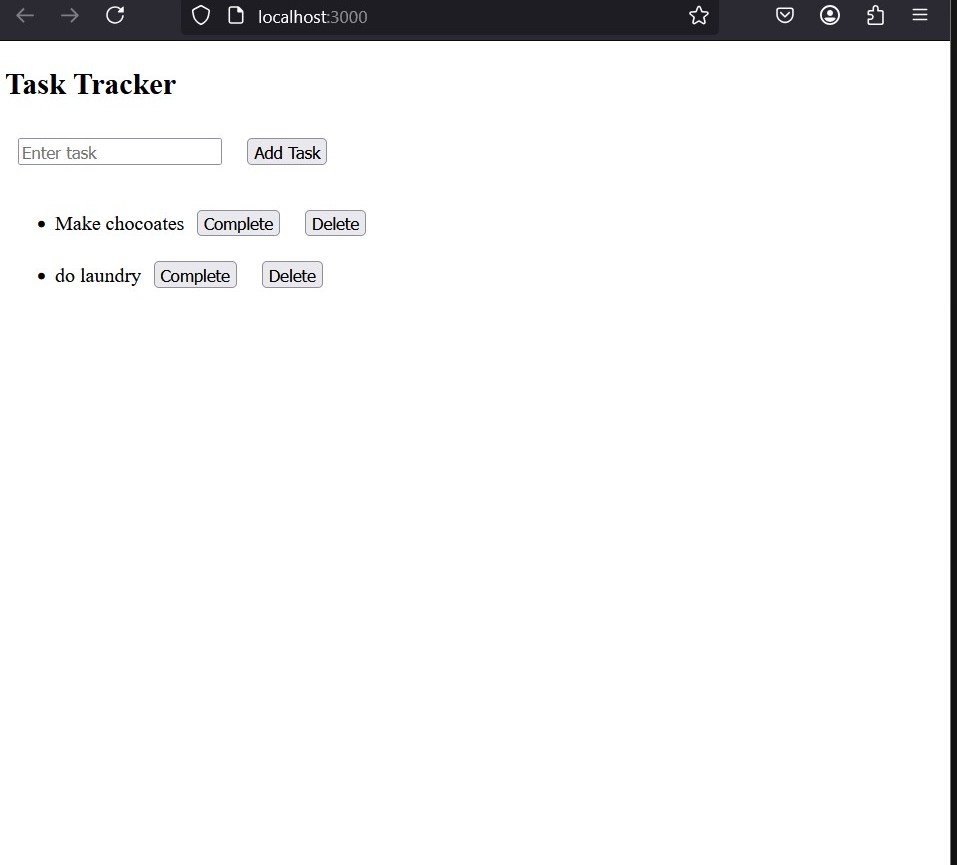 localhost:3000
Task Tracker
Enter task Add Task
Make chocoates Complete Delete
do laundry Complete Delete